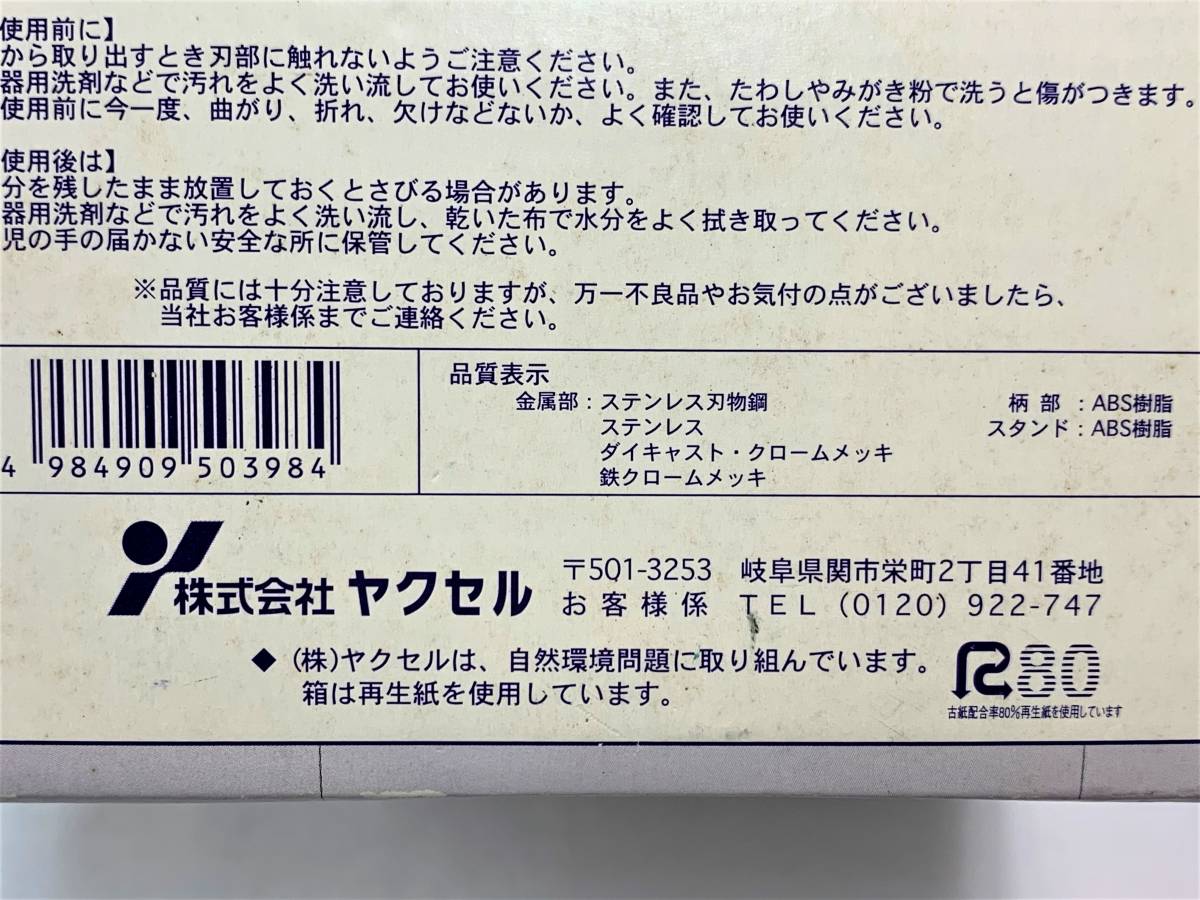 使用前に】
から取り出すとき刃部に触れないようご注意ください。
器用洗剤などで汚れをよく洗い流してお使いください。また、たわしやみがき粉で洗うと傷がつきます。
使用前に今一度、曲がり、折れ、欠けなどないか、よく確認してお使いください。
使用後は】
分を残したまま放置しておくとさびる場合があります。
器用洗剤などで汚れをよく洗い流し、乾いた布で水分をよく拭き取ってください。
児の手の届かない安全な所に保管してください。
※品質には十分注意しておりますが、万一不良品やお気付の点がございましたら、
当社お客様係までご連絡ください。
4 984909 503984
品質表示
金属部：ステンレス刃物鋼
ステンレス
ダイキャスト・クロームメッキ
鉄クロームメッキ
柄部：ABS樹脂
スタンド：ABS樹脂
株式会社 ヤクセル
〒501-3253 岐阜県関市栄町2丁目41番地
お客様係 TEL (0120) 922-747
◆ (株)ヤクセルは、自然環境問題に取り組んでいます。
箱は再生紙を使用しています。
R80
古紙配合率80%再生紙を使用しています